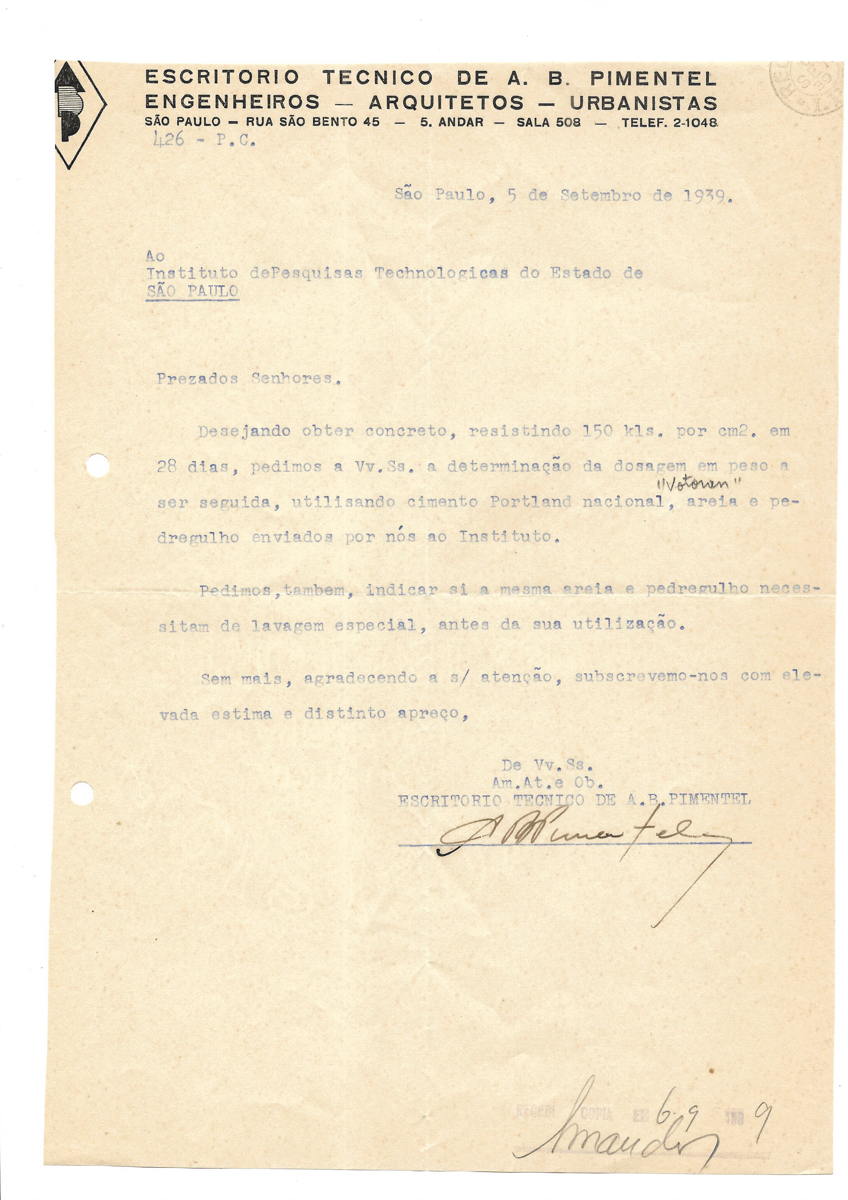 ESCRITORIO TECNICO DE A. B. PIMENTEL
ENGENHEIROS — ARQUITETOS — URBANISTAS
SÃO PAULO — RUA SÃO BENTO 45 — 5. ANDAR — SALA 508 — TELEF. 2-1048
426 - P.C.
São Paulo, 5 de Setembro de 1939.
Ao
Instituto dePesquisas Technologicas do Estado de
SÃO PAULO
Prezados Senhores.
Desejando obter concreto, resistindo 150 kls. por cm2. em
28 dias, pedimos a Vv.Ss. a determinação da dosagem em peso a
"Votoran"
ser seguida, utilisando cimento Portland nacional, areia e pe-
dregulho enviados por nós ao Instituto.
Pedimos,tambem, indicar si a mesma areia e pedregulho neces-
sitam de lavagem especial, antes da sua utilização.
Sem mais, agradecendo a s/ atenção, subscrevemo-nos com ele-
vada estima e distinto apreço,
De Vv.Ss.
Am.At.e Ob.
ESCRITORIO TECNICO DE A.B.PIMENTEL
ABPimentel
RECEBI COPIA EM 6-9 193 9